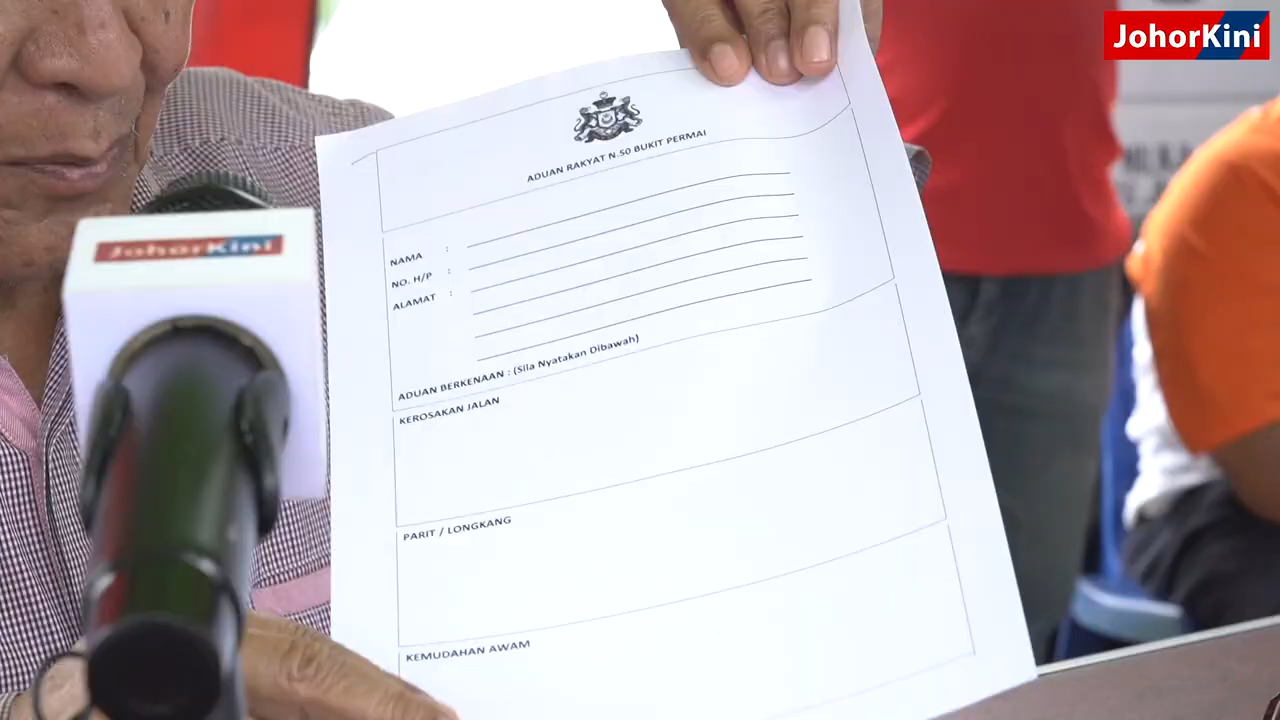 JohorKini
JohorKini
ADUAN RAKYAT N.50 BUKIT PERMAI
NAMA :
NO. H/P :
ALAMAT :
ADUAN BERKENAAN : (Sila Nyatakan Dibawah)
KEROSAKAN JALAN
PARIT / LONGKANG
KEMUDAHAN AWAM